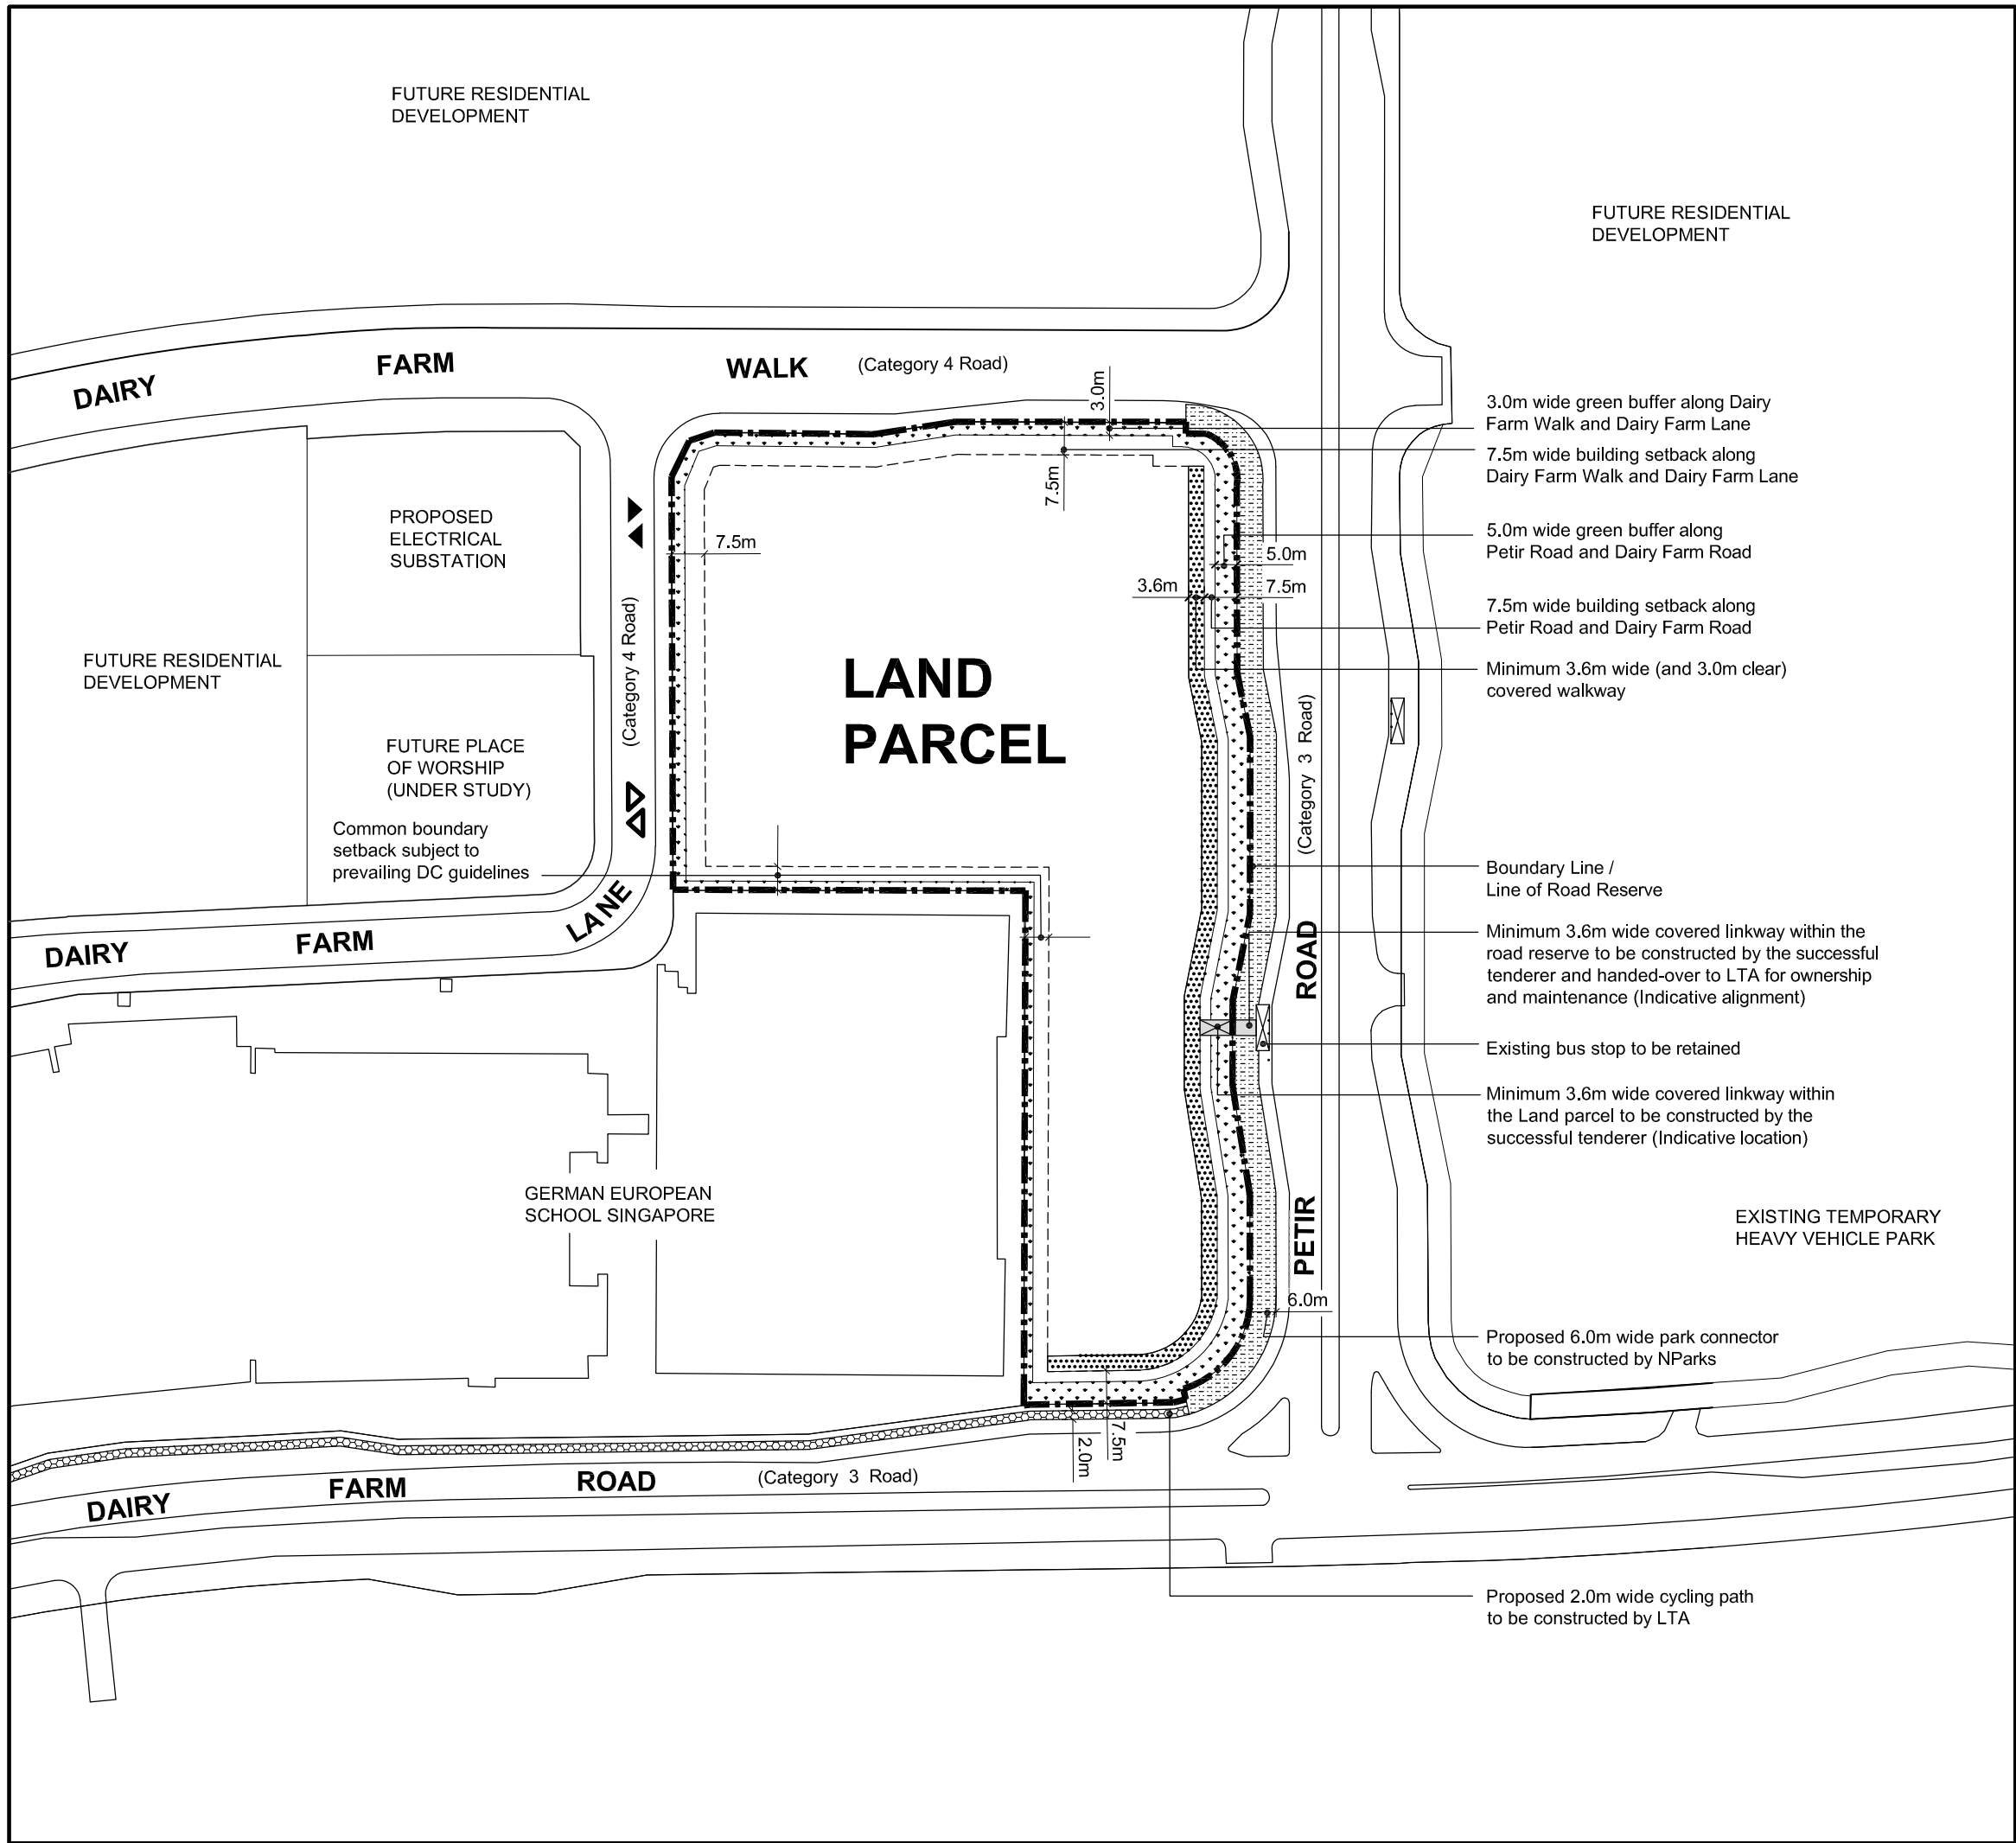 FUTURE RESIDENTIAL
DEVELOPMENT
FUTURE RESIDENTIAL
DEVELOPMENT
DAIRY FARM WALK (Category 4 Road)
3.0m
7.5m
3.0m wide green buffer along Dairy
Farm Walk and Dairy Farm Lane
7.5m wide building setback along
Dairy Farm Walk and Dairy Farm Lane
PROPOSED
ELECTRICAL
SUBSTATION
7.5m
5.0m
3.6m
7.5m
5.0m wide green buffer along
Petir Road and Dairy Farm Road
7.5m wide building setback along
Petir Road and Dairy Farm Road
FUTURE RESIDENTIAL
DEVELOPMENT
(Category 4 Road)
LAND
PARCEL
Minimum 3.6m wide (and 3.0m clear)
covered walkway
FUTURE PLACE
OF WORSHIP
(UNDER STUDY)
(Category 3 Road)
Common boundary
setback subject to
prevailing DC guidelines
Boundary Line /
Line of Road Reserve
DAIRY FARM LANE
PETIR ROAD
Minimum 3.6m wide covered linkway within the
road reserve to be constructed by the successful
tenderer and handed-over to LTA for ownership
and maintenance (Indicative alignment)
Existing bus stop to be retained
Minimum 3.6m wide covered linkway within
the Land parcel to be constructed by the
successful tenderer (Indicative location)
GERMAN EUROPEAN
SCHOOL SINGAPORE
EXISTING TEMPORARY
HEAVY VEHICLE PARK
6.0m
Proposed 6.0m wide park connector
to be constructed by NParks
7.5m
2.0m
DAIRY FARM ROAD (Category 3 Road)
Proposed 2.0m wide cycling path
to be constructed by LTA